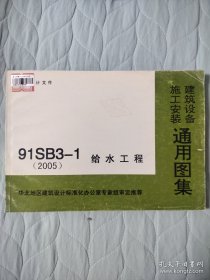 计文件
91SB3-1
(2005)
给水工程
建筑设备
施工安装
通用图集
华北地区建筑设计标准化办公室专家组审定推荐